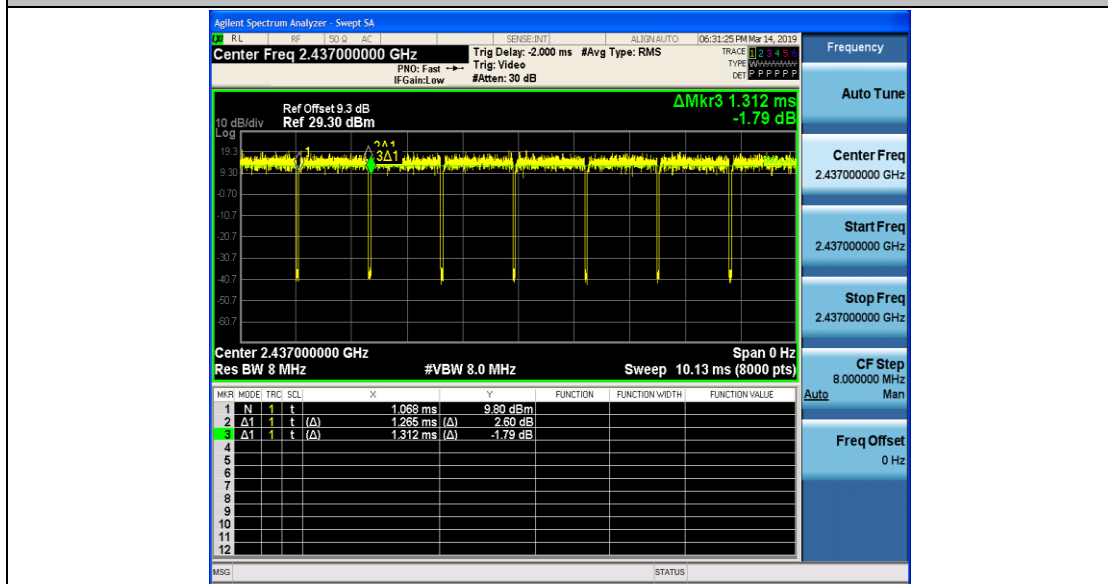 Agilent Spectrum Analyzer - Swept SA
RL RF 50 Ω AC SENSE:INT ALIGN AUTO 06:31:25 PM Mar 14, 2019
Center Freq 2.437000000 GHz
Trig Delay: -2.000 ms #Avg Type: RMS
TRACE 1 2 3 4 5 6
PNO: Fast
Trig: Video
TYPE
IFGain:Low
#Atten: 30 dB
DET P P P P P P
Frequency
Auto Tune
Ref Offset 9.3 dB
ΔMkr3 1.312 ms
10 dB/div
Ref 29.30 dBm
-1.79 dB
Log
19.3
9.30
-0.70
-10.7
-20.7
-30.7
-40.7
-50.7
-60.7
1
2Δ1
3Δ1
Center Freq
2.437000000 GHz
Start Freq
2.437000000 GHz
Stop Freq
2.437000000 GHz
CF Step
8.000000 MHz
Auto Man
Freq Offset
0 Hz
Center 2.437000000 GHz
Span 0 Hz
Res BW 8 MHz
#VBW 8.0 MHz
Sweep 10.13 ms (8000 pts)
MKR MODE TRC SCL X Y FUNCTION FUNCTION WIDTH FUNCTION VALUE
1 N 1 t 1.068 ms 9.80 dBm
2 Δ1 1 t (Δ) 1.265 ms (Δ) 2.60 dB
3 Δ1 1 t (Δ) 1.312 ms (Δ) -1.79 dB
4
5
6
7
8
9
10
11
12
MSG
STATUS